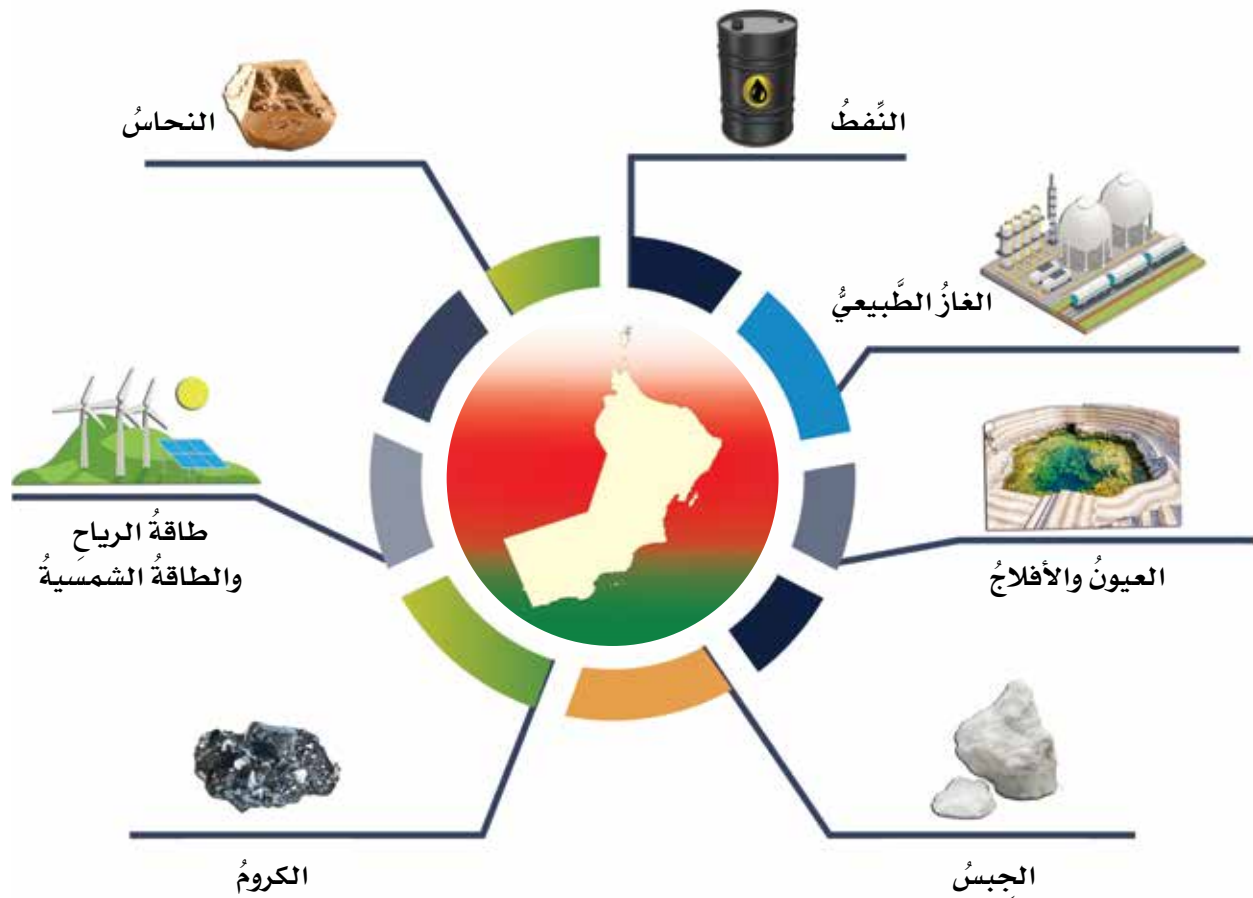 النِّفطُ
النحاسُ
الغازُ الطَّبيعيُّ
العيونُ والأفلاجُ
طاقةُ الرياحِ
والطاقةُ الشمسيةُ
الجِبسُ
الكرومُ